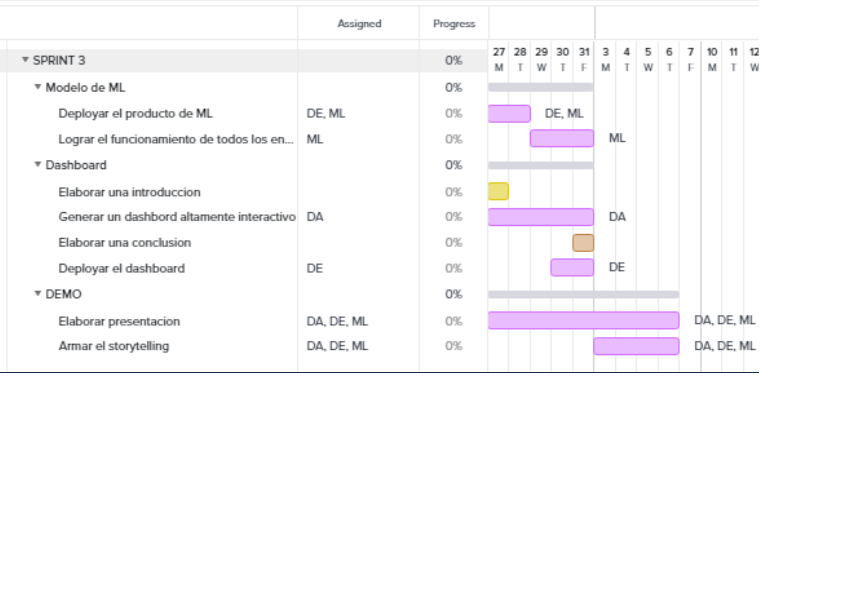 Assigned Progress
27 28 29 30 31 3 4 5 6 7 10 11 12
SPRINT 3 0% M T W T F M T W T F M T W
Modelo de ML 0%
Deployar el producto de ML DE, ML 0% DE, ML
Lograr el funcionamiento de todos los en... ML 0% ML
Dashboard 0%
Elaborar una introduccion 0%
Generar un dashbord altamente interactivo DA 0% DA
Elaborar una conclusion 0%
Deployar el dashboard DE 0% DE
DEMO 0%
Elaborar presentacion DA, DE, ML 0% DA, DE, ML
Armar el storytelling DA, DE, ML 0% DA, DE, ML